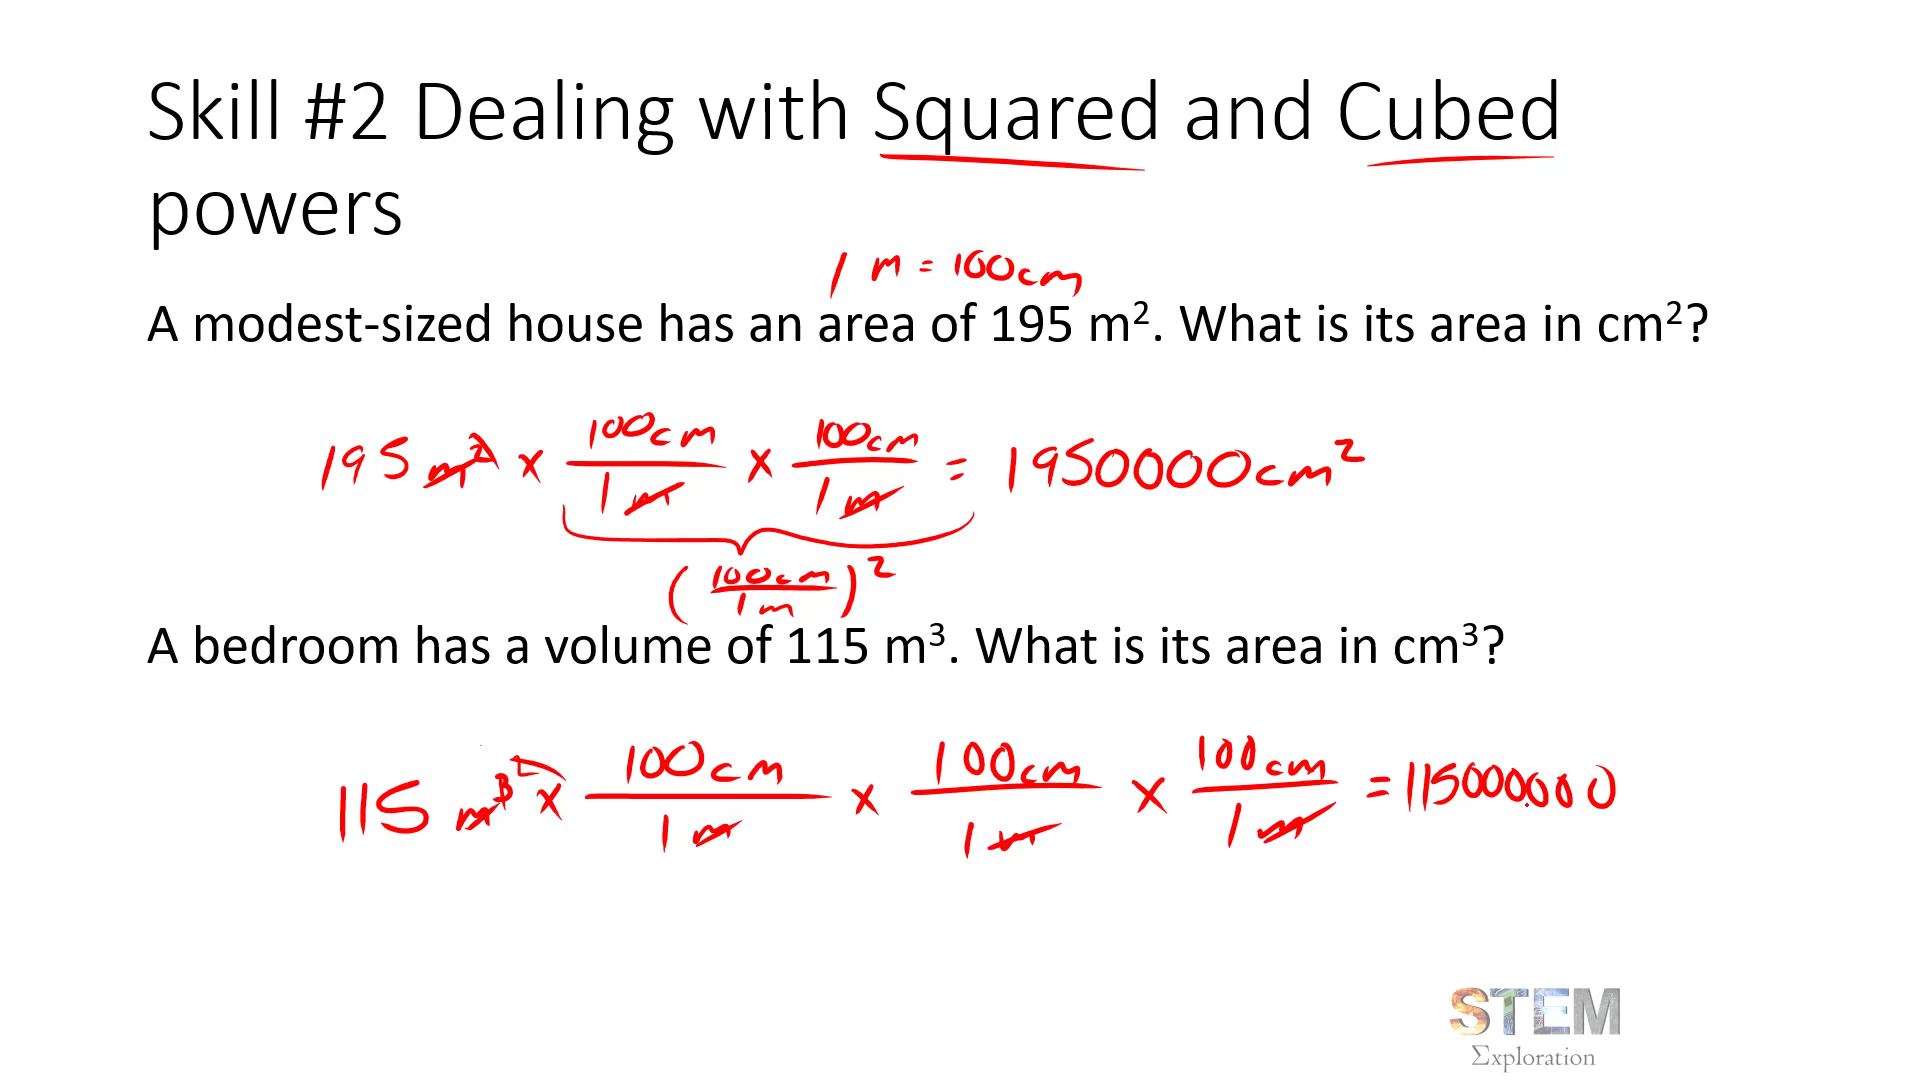 Skill #2 Dealing with Squared and Cubed
powers
1 m = 100cm
A modest-sized house has an area of 195 m². What is its area in cm²?
195 m² × 100cm/1m × 100cm/1m = 1950000cm²
(100cm/1m)²
A bedroom has a volume of 115 m³. What is its area in cm³?
115 m³ × 100cm/1m × 100cm/1m × 100cm/1m = 115000000
STEM
Σxploration